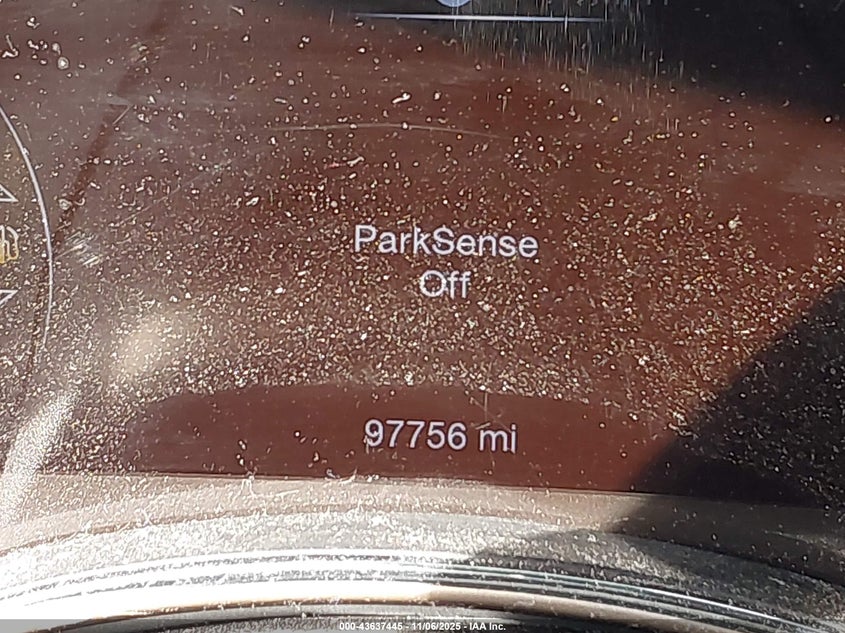 ParkSense
Off
97756 mi
000-43637445 - 11/06/2025 - IAA Inc.